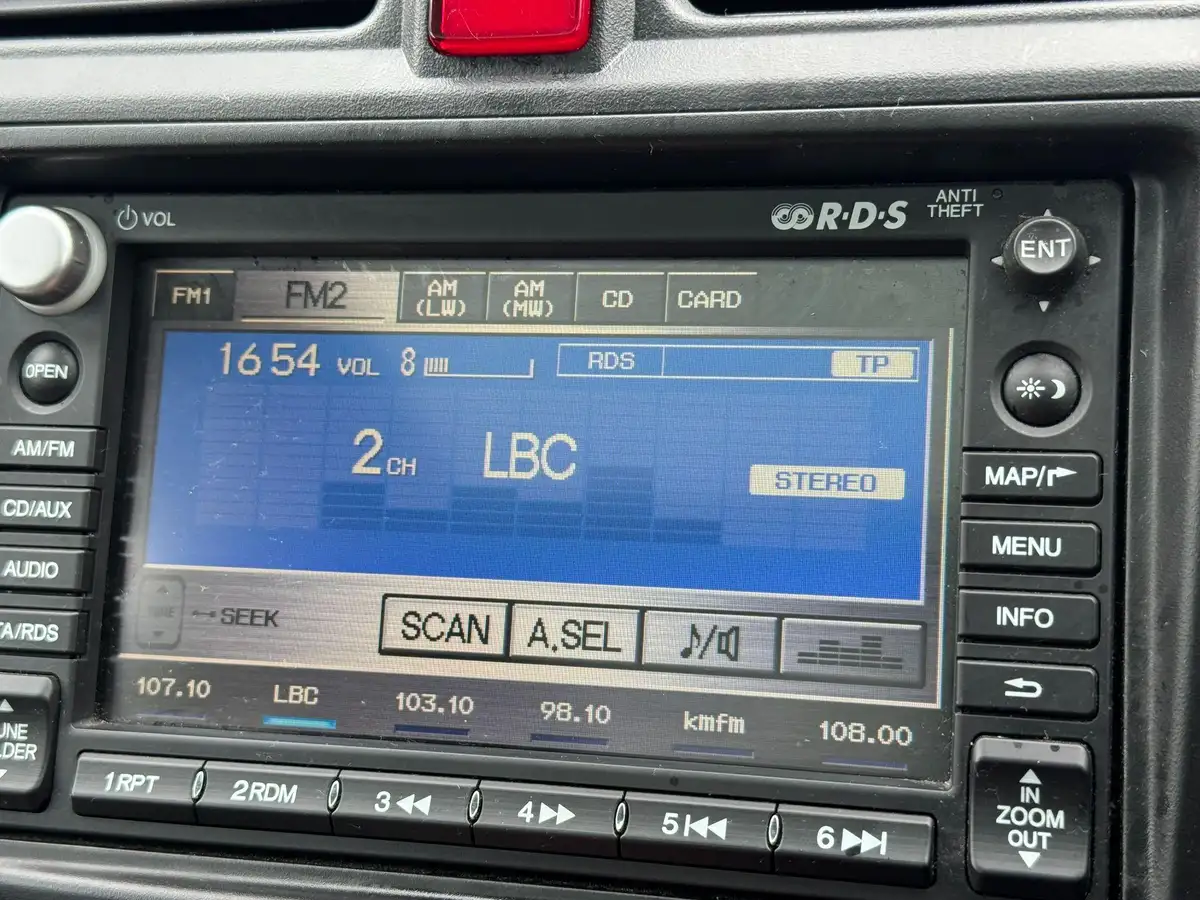 VOL
R·D·S
ANTI
THEFT
ENT
FM1
FM2
AM
(LW)
AM
(MW)
CD
CARD
OPEN
16 54 VOL 8
RDS
TP
AM/FM
2 CH
LBC
STEREO
MAP/
CD/AUX
MENU
AUDIO
SEEK
SCAN
A.SEL
INFO
TA/RDS
107.10
LBC
103.10
98.10
kmfm
108.00
1RPT
2RDM
3
4
5
6
IN
ZOOM
OUT